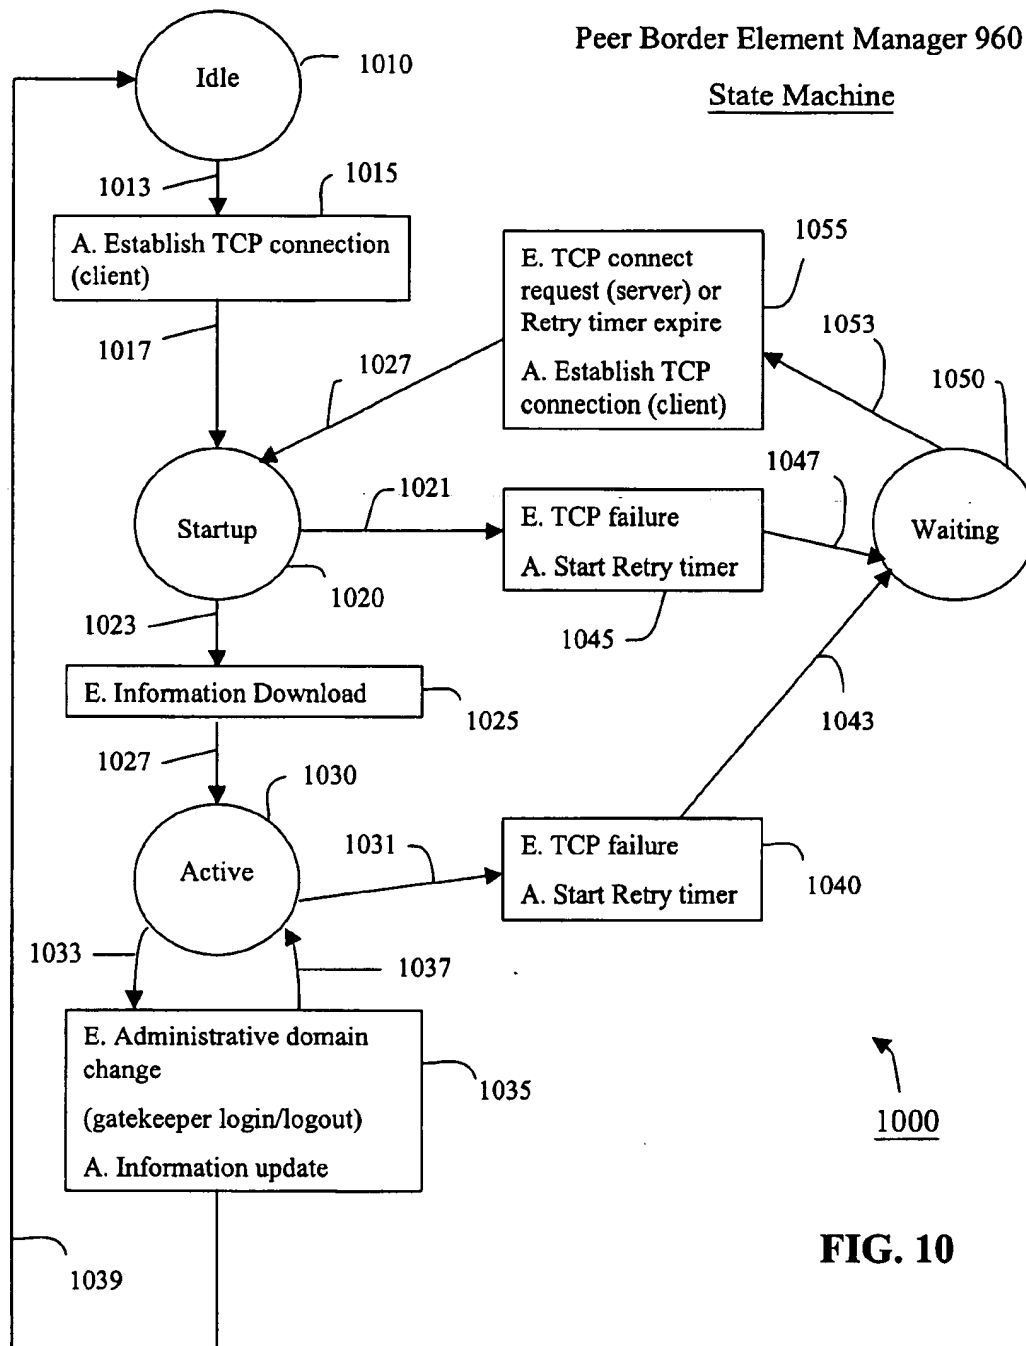 Peer Border Element Manager 960
State Machine
Idle
1010
1013
1015
A. Establish TCP connection
(client)
1017
E. TCP connect
request (server) or
Retry timer expire
A. Establish TCP
connection (client)
1055
1053
1027
1050
Startup
1021
1020
E. TCP failure
A. Start Retry timer
1047
1045
Waiting
1023
E. Information Download
1025
1043
1027
1030
Active
1031
E. TCP failure
A. Start Retry timer
1040
1033
1037
E. Administrative domain
change
(gatekeeper login/logout)
A. Information update
1035
1000
1039
FIG. 10